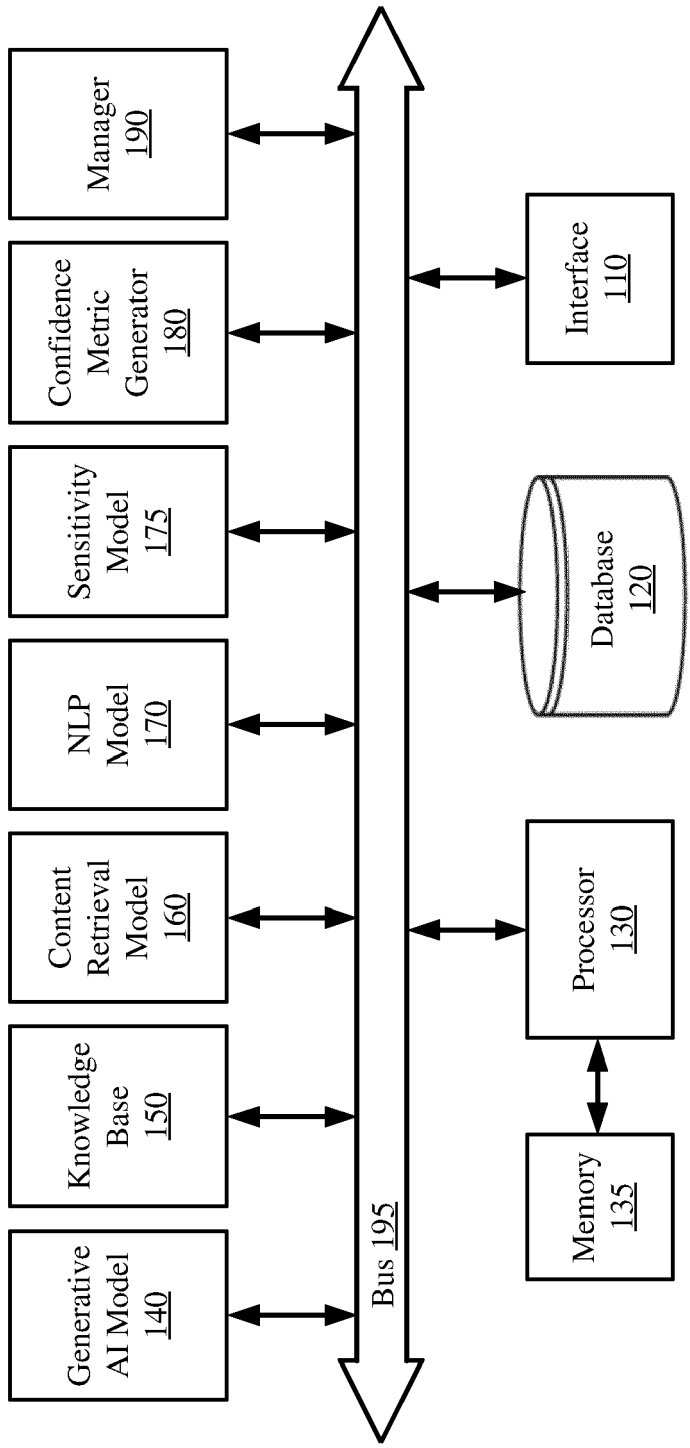 Generative
AI Model
140
Knowledge
Base
150
Content
Retrieval
Model
160
NLP
Model
170
Sensitivity
Model
175
Confidence
Metric
Generator
180
Manager
190
Bus 195
Memory
135
Processor
130
Database
120
Interface
110